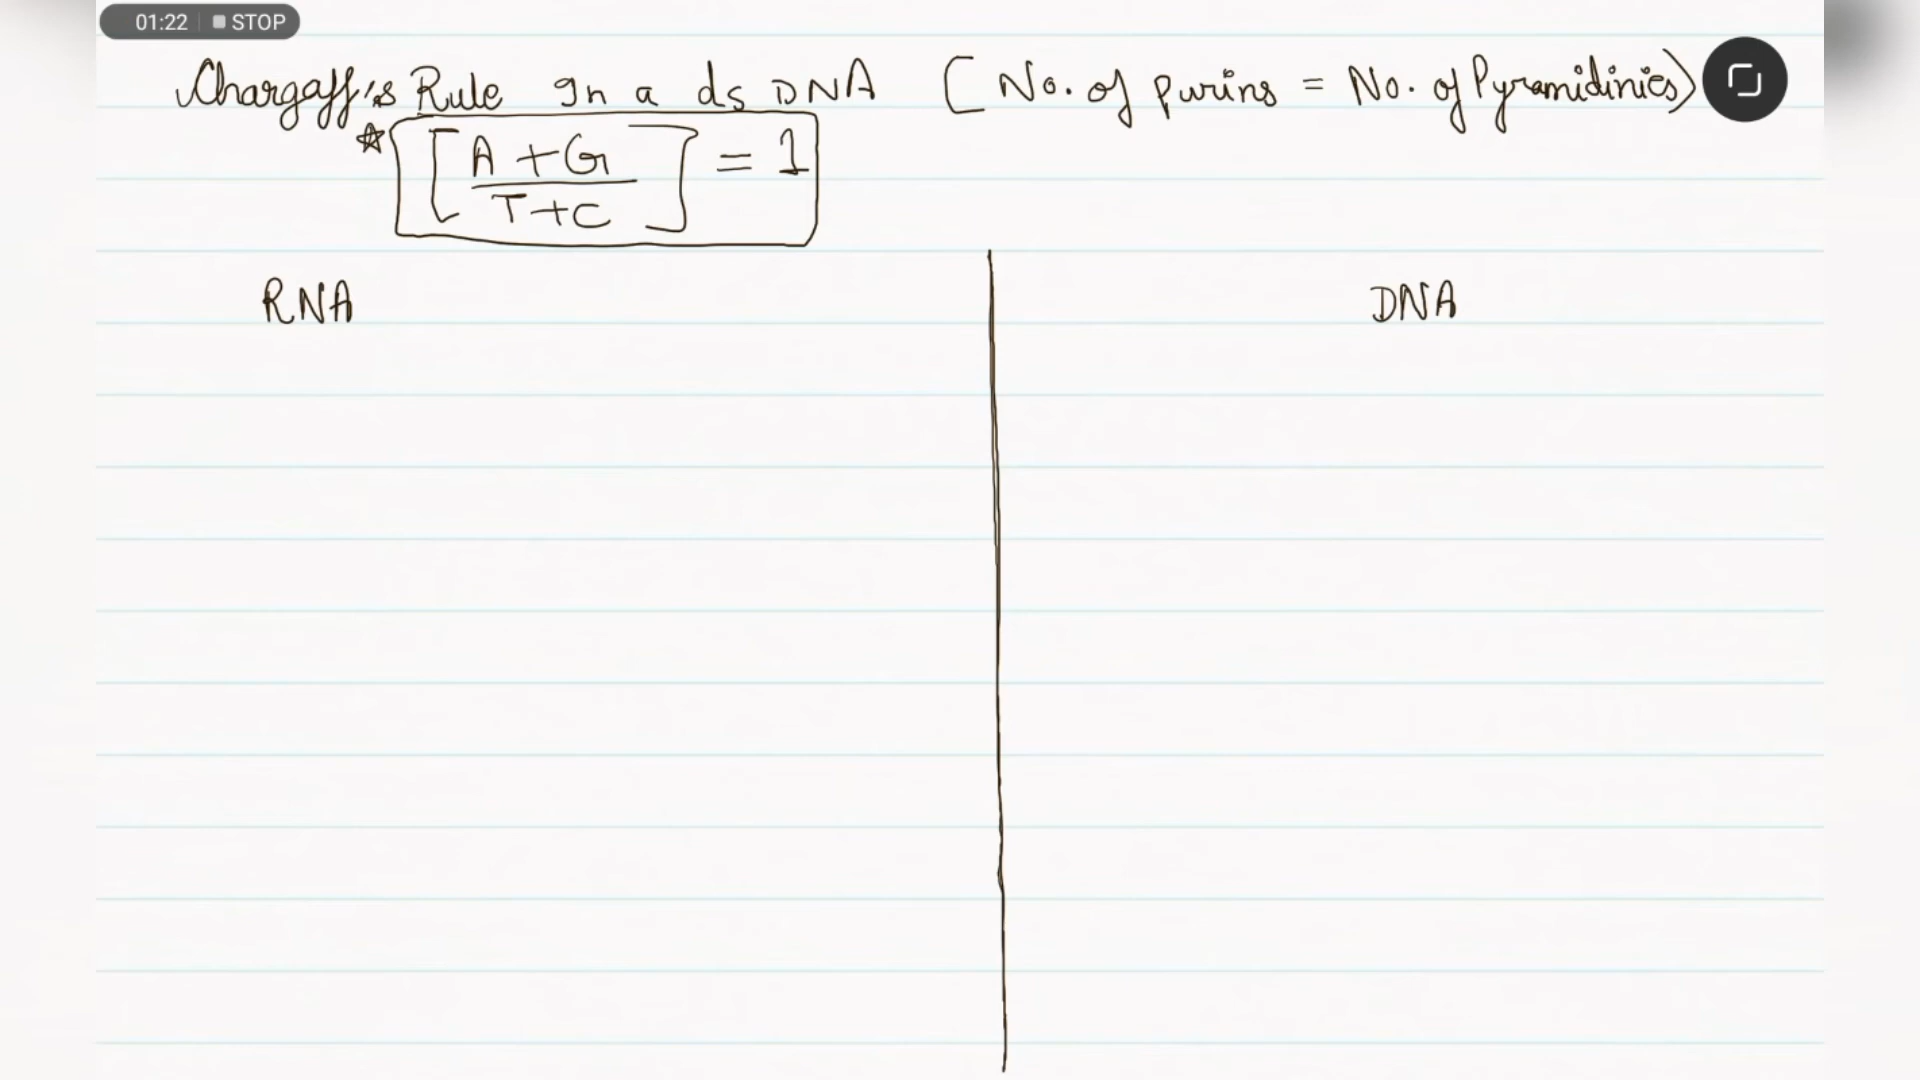 01:22 STOP
Chargaff's Rule In a ds DNA [ No. of purins = No. of Pyramidinies)
☆ [ A + G / T + C ] = 1
RNA DNA